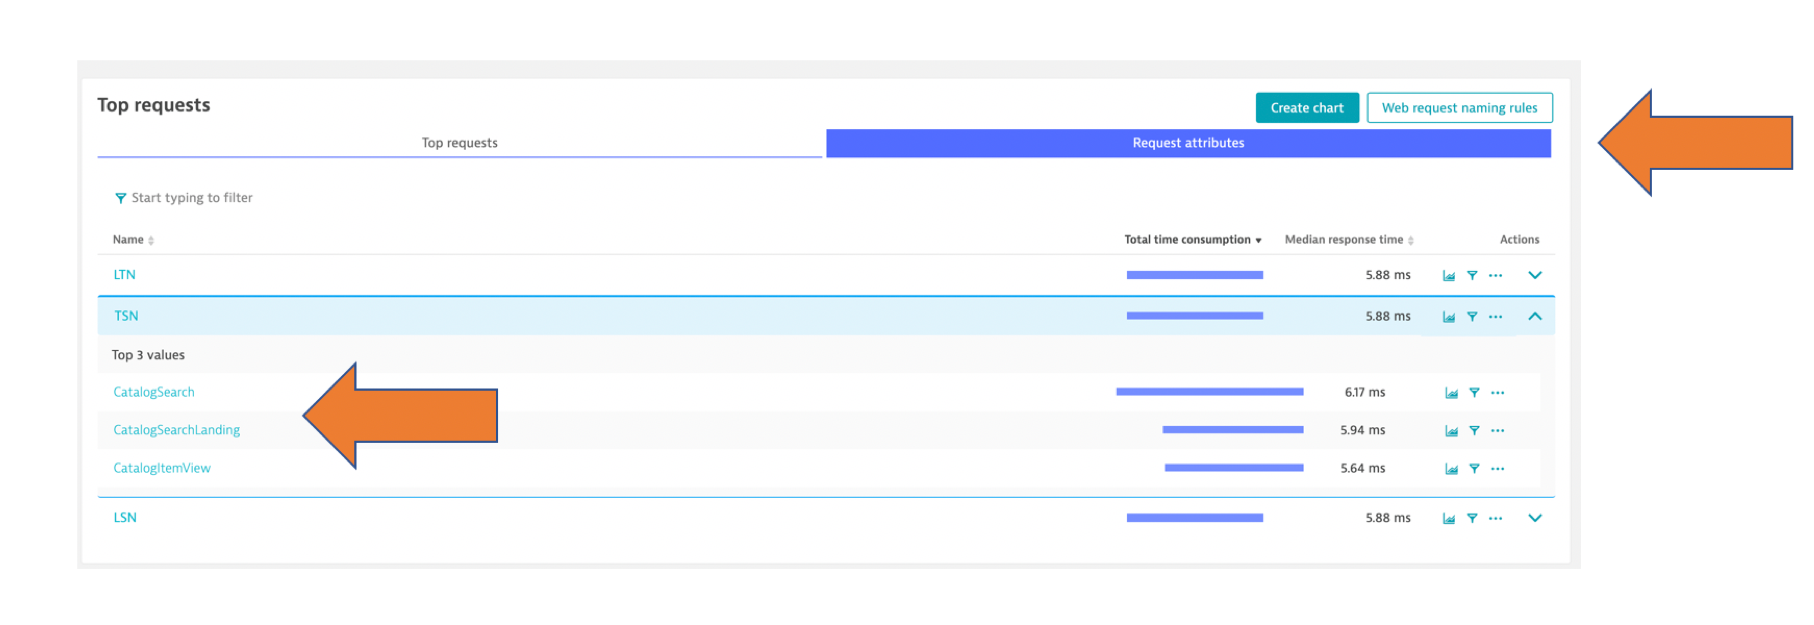 Top requests
Create chart
Web request naming rules
Top requests
Request attributes
Start typing to filter
Name
Total time consumption
Median response time
Actions
LTN
5.88 ms
TSN
5.88 ms
Top 3 values
CatalogSearch
6.17 ms
CatalogSearchLanding
5.94 ms
CatalogItemView
5.64 ms
LSN
5.88 ms